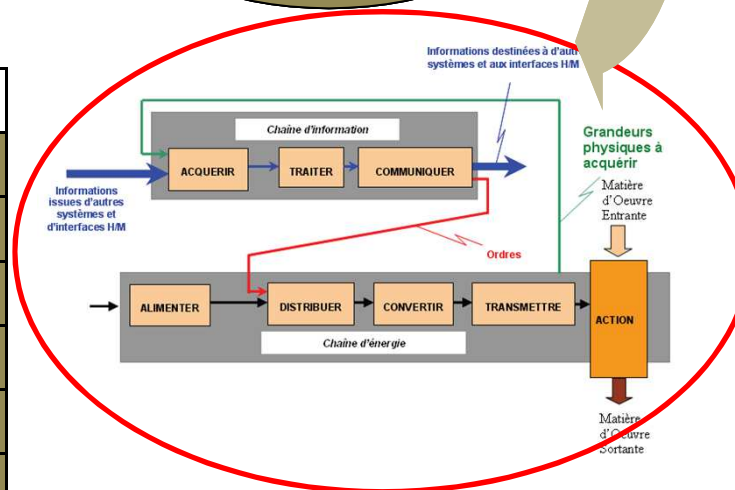 Informations destinées à d'autr
systèmes et aux interfaces H/M
Chaîne d'information
ACQUERIR
TRAITER
COMMUNIQUER
Informations
issues d'autres
systèmes et
d'interfaces H/M
Grandeurs
physiques à
acquérir
Matière
d'Oeuvre
Entrante
Ordres
ALIMENTER
DISTRIBUER
CONVERTIR
TRANSMETTRE
ACTION
Chaîne d'énergie
Matière
d'Oeuvre
Sortante